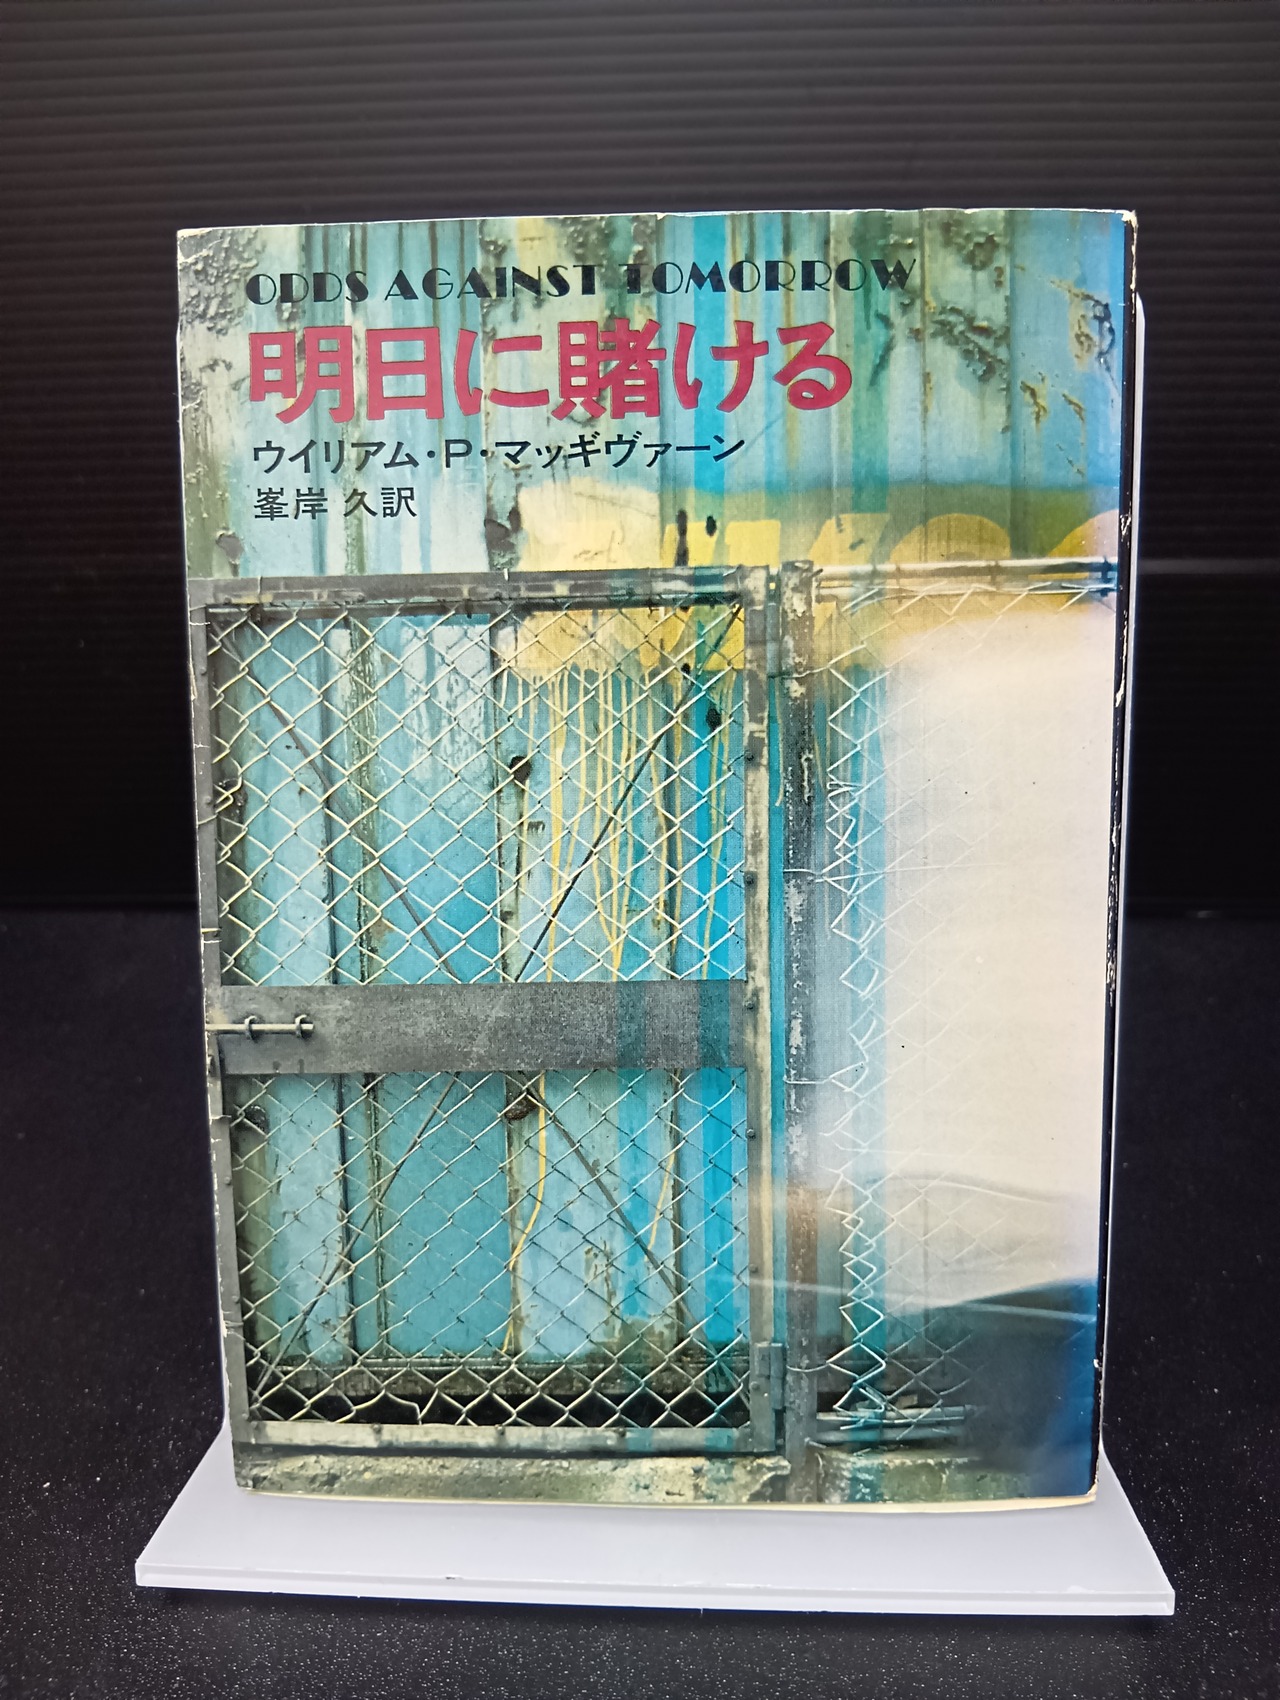 ODDS AGAINST TOMORROW
明日に賭ける
ウイリアム・P・マッギヴァーン
峯岸 久訳